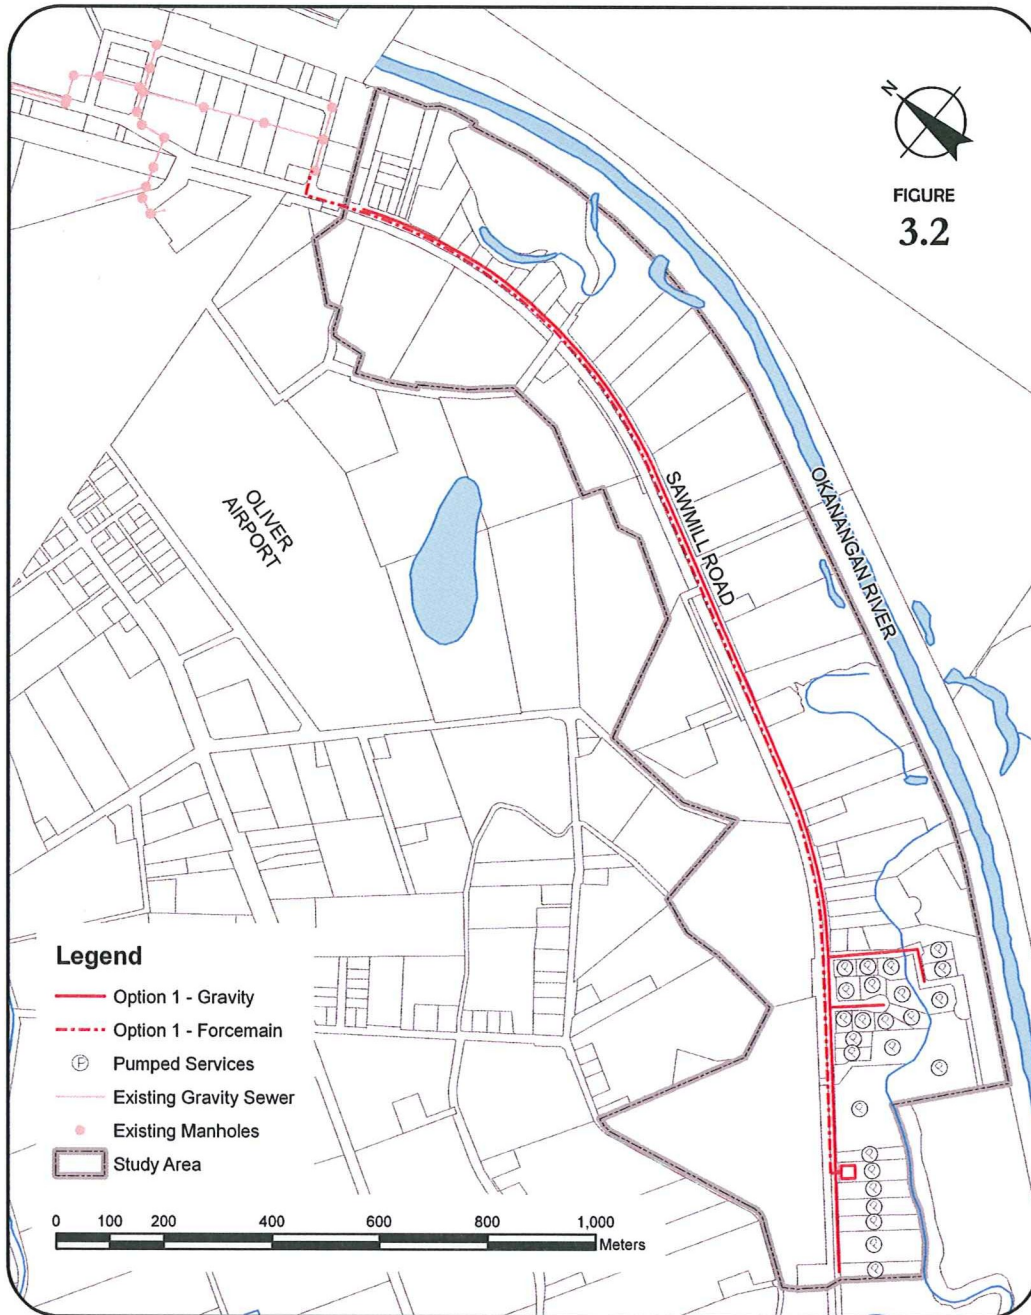 N
FIGURE
3.2
OLIVER
AIRPORT
SAWMILL ROAD
OKANANGAN RIVER
Legend
Option 1 - Gravity
Option 1 - Forcemain
P Pumped Services
Existing Gravity Sewer
Existing Manholes
Study Area
0 100 200 400 600 800 1,000
Meters
P P
P P P P
P P P P
P P P P
P P P
P
P
P
P
P
P
P
P
P